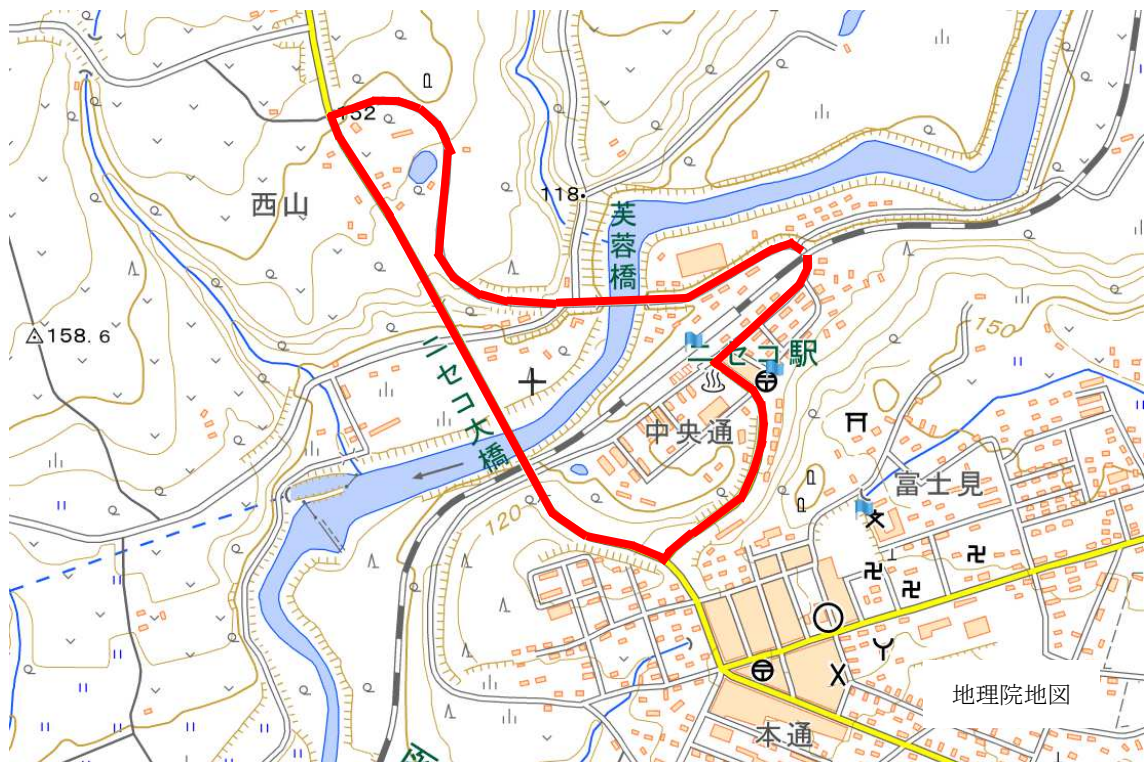 152
西山
118
芙蓉橋
158.6
ニセコ駅
150
ニセコ大橋
中央通
富士見
120
地理院地図
本通